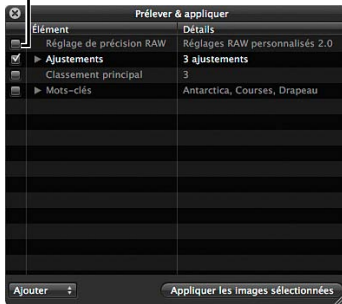 Prélever & appliquer
Élément Détails
Réglage de précision RAW Réglages RAW personnalisés 2.0
Ajustements 3 ajustements
Classement principal 3
Mots-clés Antarctica, Courses, Drapeau
Ajouter Appliquer les images sélectionnées